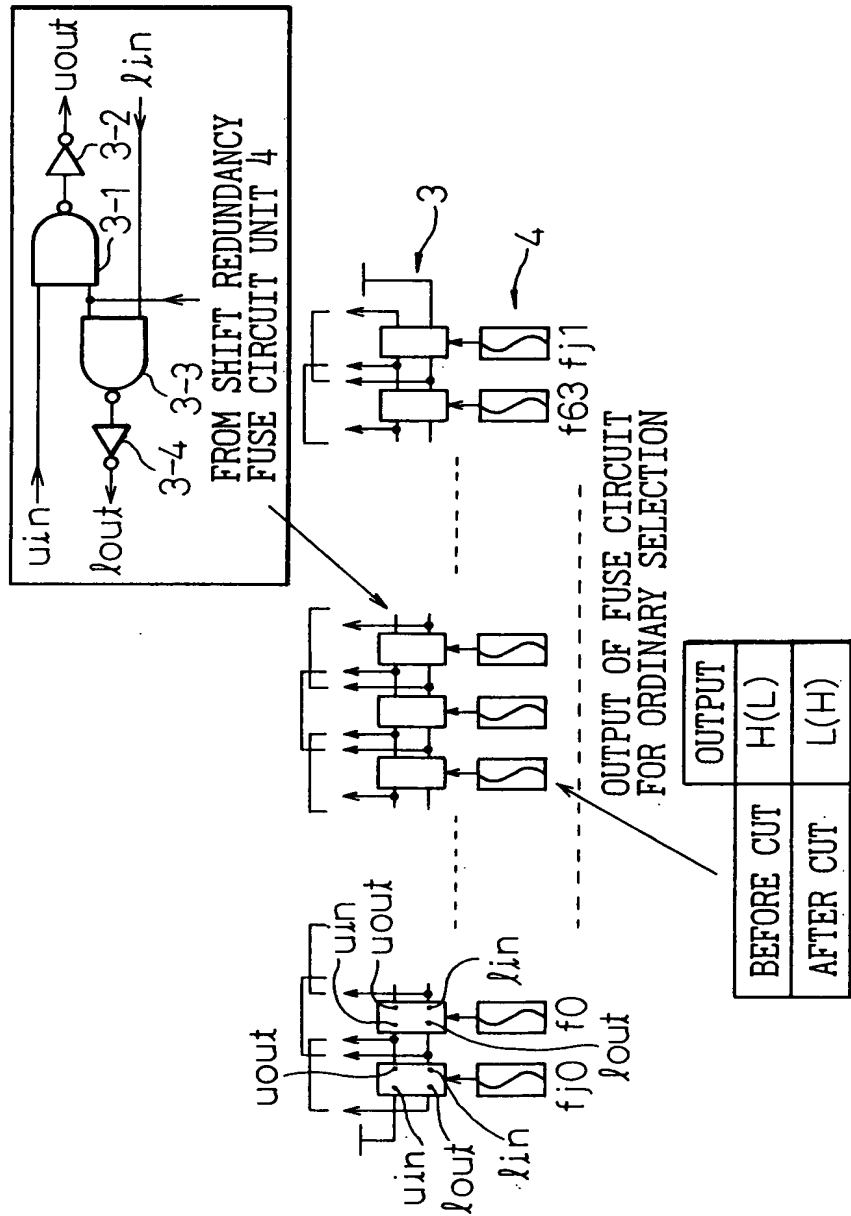 uin
uout
lin
lout
3-1
3-2
3-3
3-4
FROM SHIFT REDUNDANCY
FUSE CIRCUIT UNIT 4
uout
uin
uout
uin
lout
lin
lin
lout
fj0
f0
f63
fj1
3
4
OUTPUT OF FUSE CIRCUIT
FOR ORDINARY SELECTION
OUTPUT
BEFORE CUT H(L)
AFTER CUT L(H)